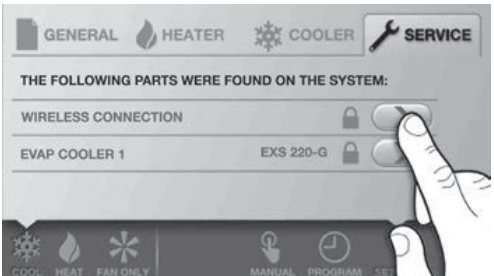 GENERAL HEATER COOLER SERVICE
THE FOLLOWING PARTS WERE FOUND ON THE SYSTEM:
WIRELESS CONNECTION
EVAP COOLER 1 EXS 220-G
COOL HEAT FAN ONLY MANUAL PROGRAM